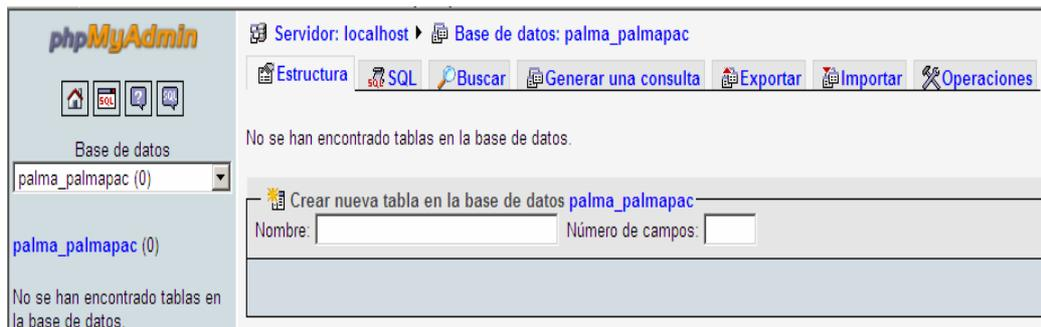 phpMyAdmin
SQL
SQL
Base de datos
palma_palmapac (0)
palma_palmapac (0)
No se han encontrado tablas en
la base de datos.
Servidor: localhost Base de datos: palma_palmapac
Estructura SQL Buscar Generar una consulta Exportar Importar Operaciones
No se han encontrado tablas en la base de datos.
Crear nueva tabla en la base de datos palma_palmapac
Nombre: Número de campos: